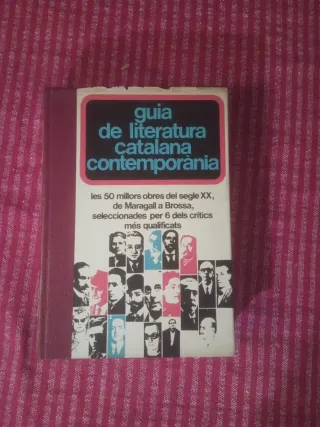 guia
de literatura
catalana
contemporània
les 50 millors obres del segle XX,
de Maragall a Brossa,
seleccionades per 6 dels crítics
més qualificats